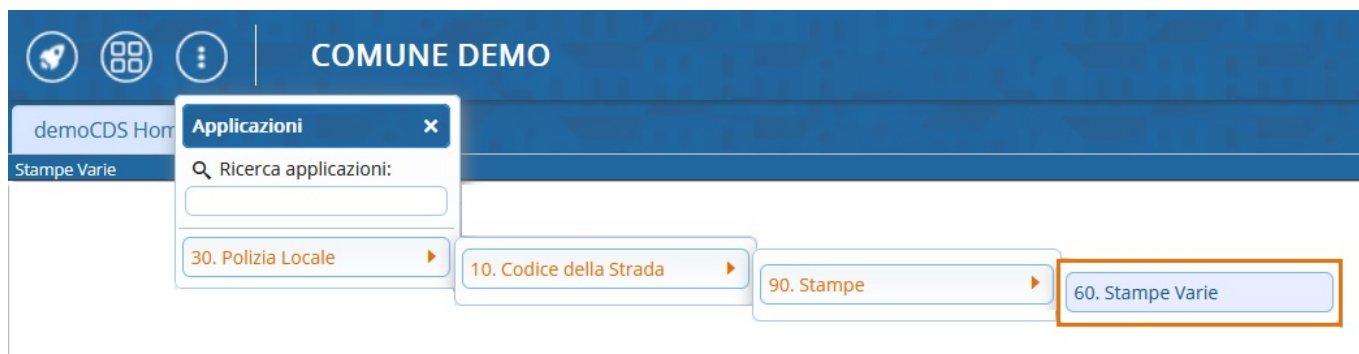 COMUNE DEMO
demoCDS Hom
Applicazioni
Stampe Varie
Ricerca applicazioni:
30. Polizia Locale
10. Codice della Strada
90. Stampe
60. Stampe Varie